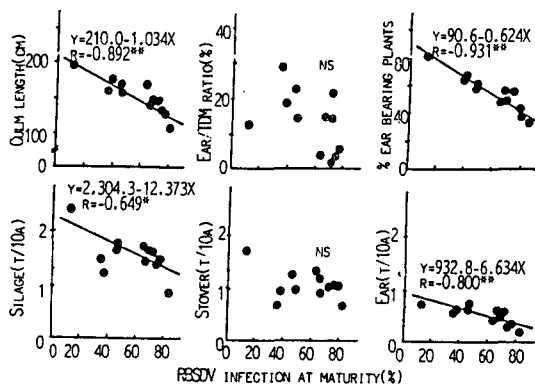 Y=210.0-1.034X
R=-0.892**
CULM LENGTH(CM)
200
150
100
NS
EAR/TDM RATIO(%)
40
20
0
Y=90.6-0.624X
R=-0.931**
% EAR BEARING PLANTS
80
60
40
Y=2,304.3-12.373X
R=-0.649*
SILAGE(T/10A)
2
1
0
0 20 40 60 80
NS
STOVER(T/10A)
2
1
0
0 20 40 60 80
Y=932.8-6.634X
R=-0.800**
EAR(T/10A)
2
1
0
0 20 40 60 80
RBSDV INFECTION AT MATURITY(%)